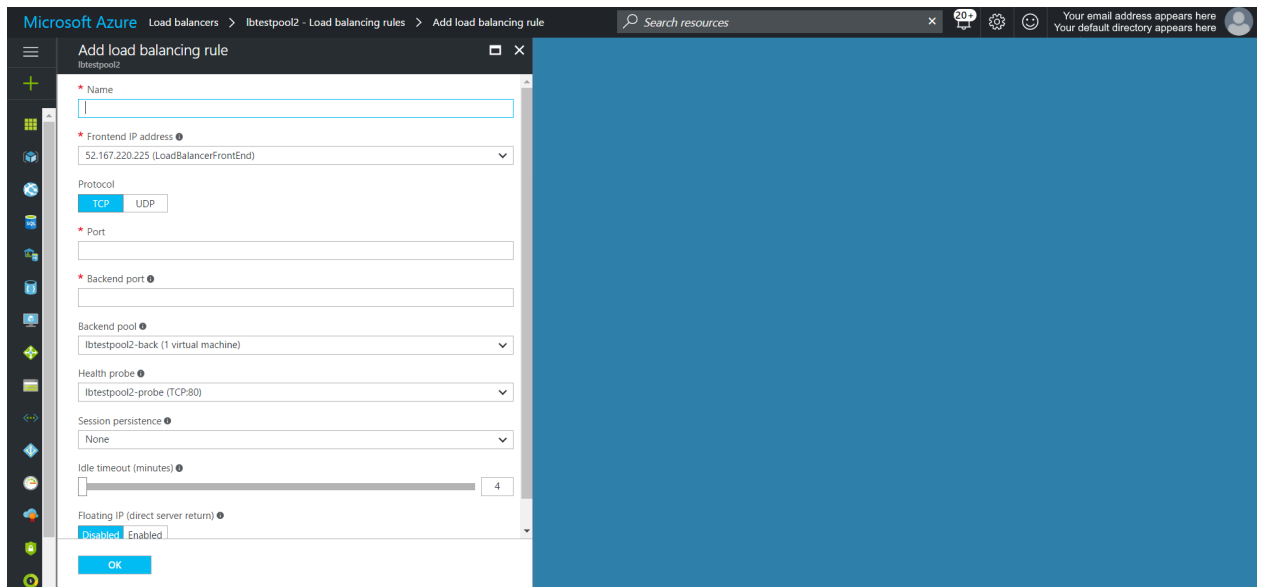 Microsoft Azure Load balancers > lbtestpool2 - Load balancing rules > Add load balancing rule Search resources 20+ Your email address appears here
Your default directory appears here
Add load balancing rule
lbtestpool2
* Name
* Frontend IP address
52.167.220.225 (LoadBalancerFrontEnd)
Protocol
TCP UDP
* Port
* Backend port
Backend pool
lbtestpool2-back (1 virtual machine)
Health probe
lbtestpool2-probe (TCP:80)
Session persistence
None
Idle timeout (minutes)
4
Floating IP (direct server return)
Disabled Enabled
OK